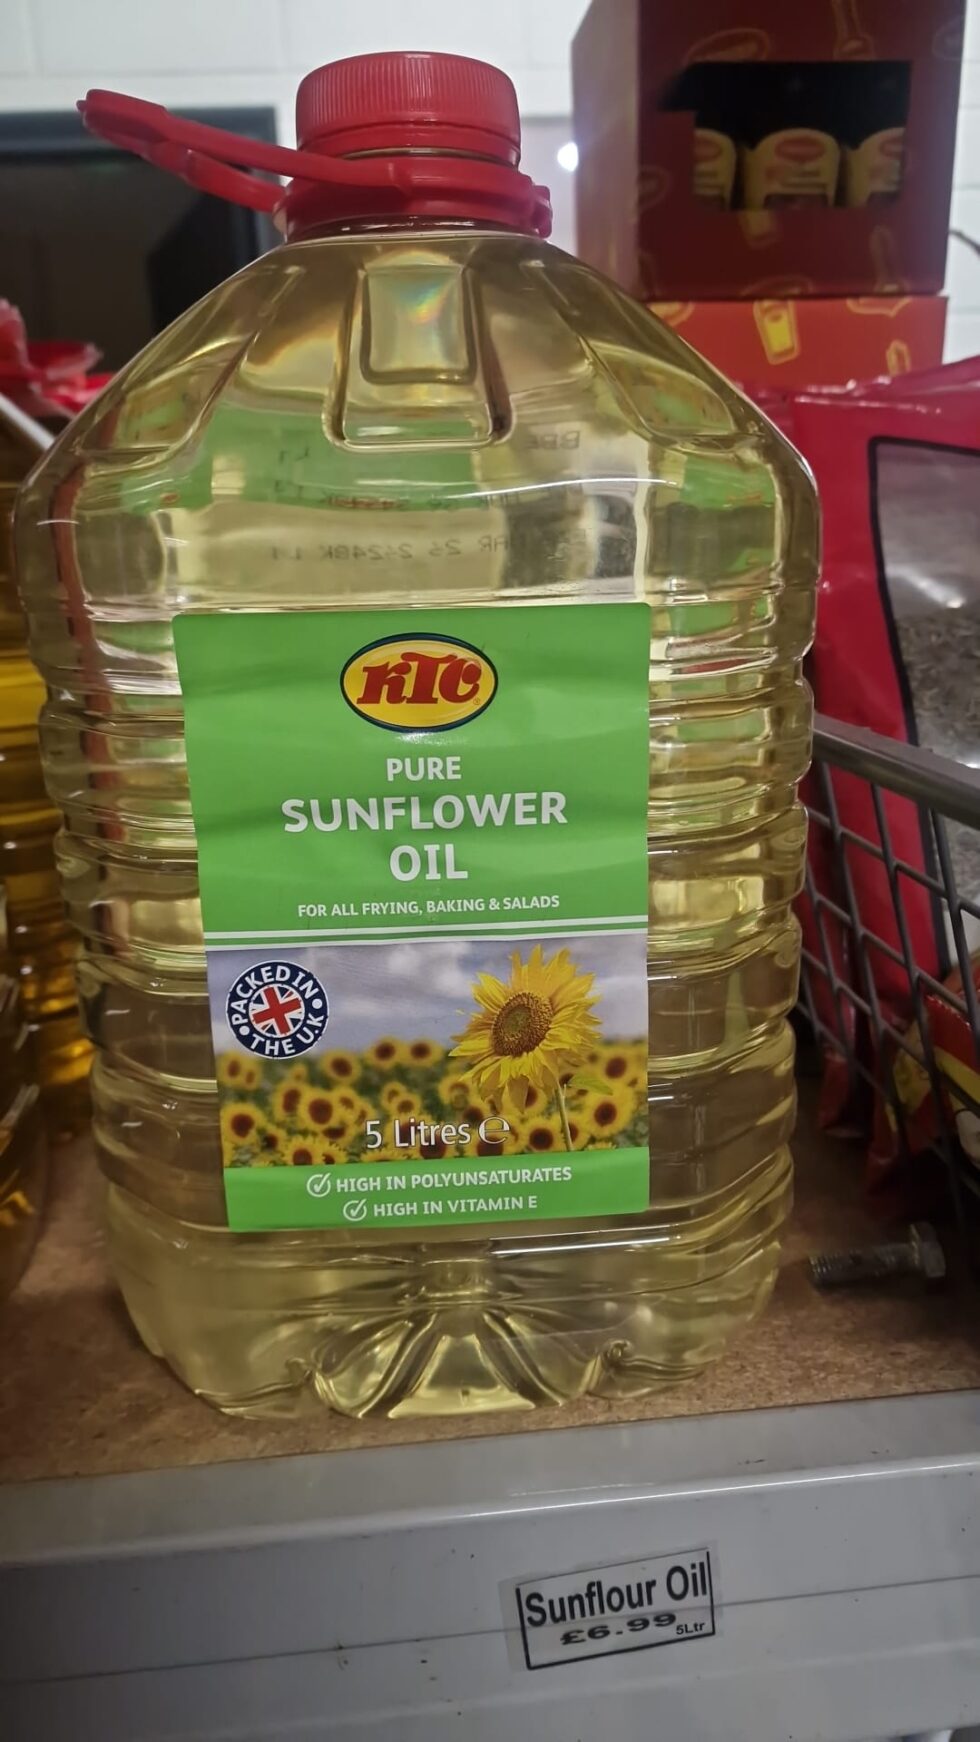 KTC
PURE
SUNFLOWER
OIL
FOR ALL FRYING, BAKING & SALADS
PACKED IN
THE U.K
5 Litres ℮
HIGH IN POLYUNSATURATES
HIGH IN VITAMIN E
Sunflour Oil
£6.99 5Ltr